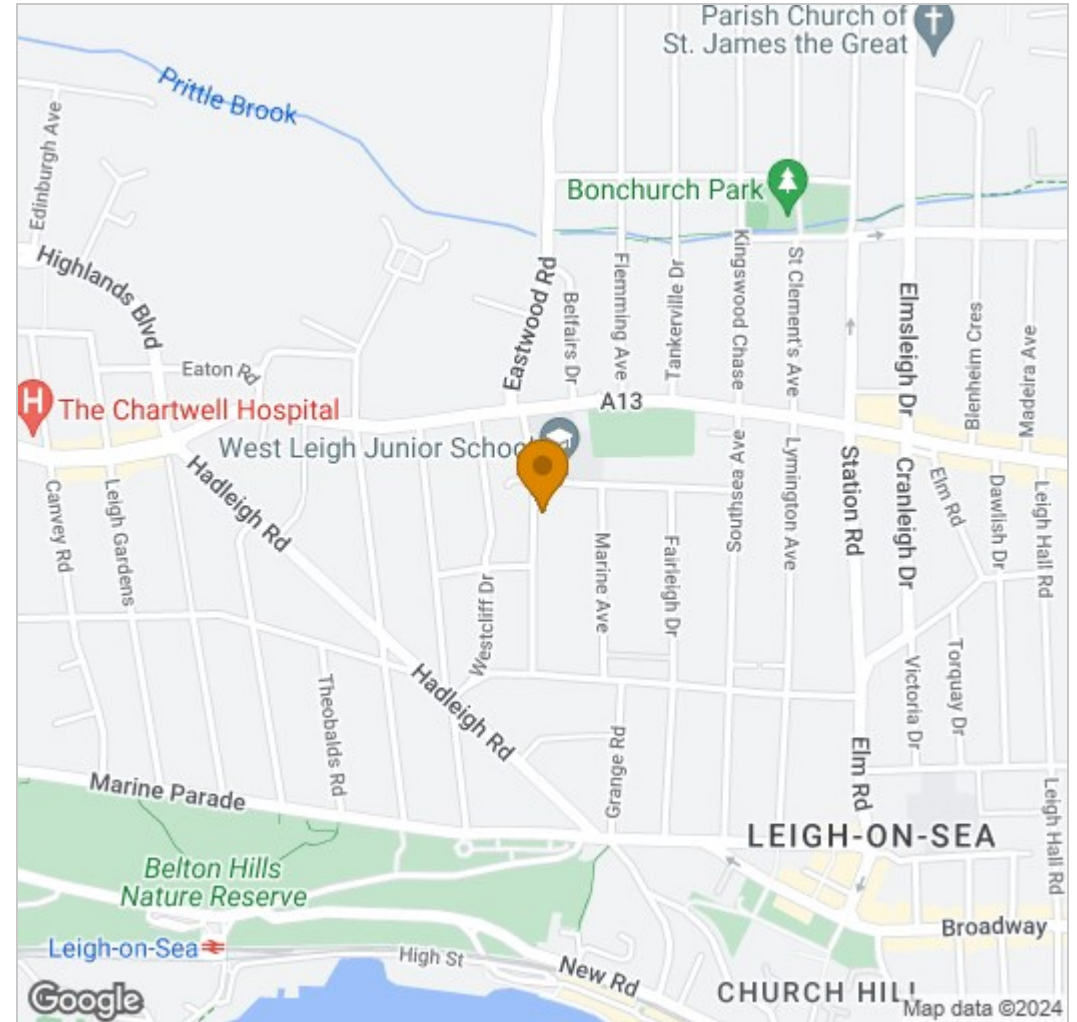 Parish Church of
St. James the Great
Prittle Brook
Edinburgh Ave
Bonchurch Park
Highlands Blvd
Eastwood Rd
Belfairs Dr
Flemming Ave
Tankerville Dr
Kingswood Chase
St Clement's Ave
Elmsleigh Dr
Blenheim Cres
Madeira Ave
Eaton Rd
A13
H
The Chartwell Hospital
West Leigh Junior School
Canvey Rd
Leigh Gardens
Hadleigh Rd
Southsea Ave
Lymington Ave
Station Rd
Cranleigh Dr
Elm Rd
Dawlish Dr
Leigh Hall Rd
Westcliff Dr
Marine Ave
Fairleigh Dr
Theobalds Rd
Hadleigh Rd
Grange Rd
Victoria Dr
Torquay Dr
Elm Rd
Marine Parade
LEIGH-ON-SEA
Leigh Hall Rd
Belton Hills
Nature Reserve
Broadway
Leigh-on-Sea
High St
New Rd
CHURCH HILL
Google
Map data ©2024